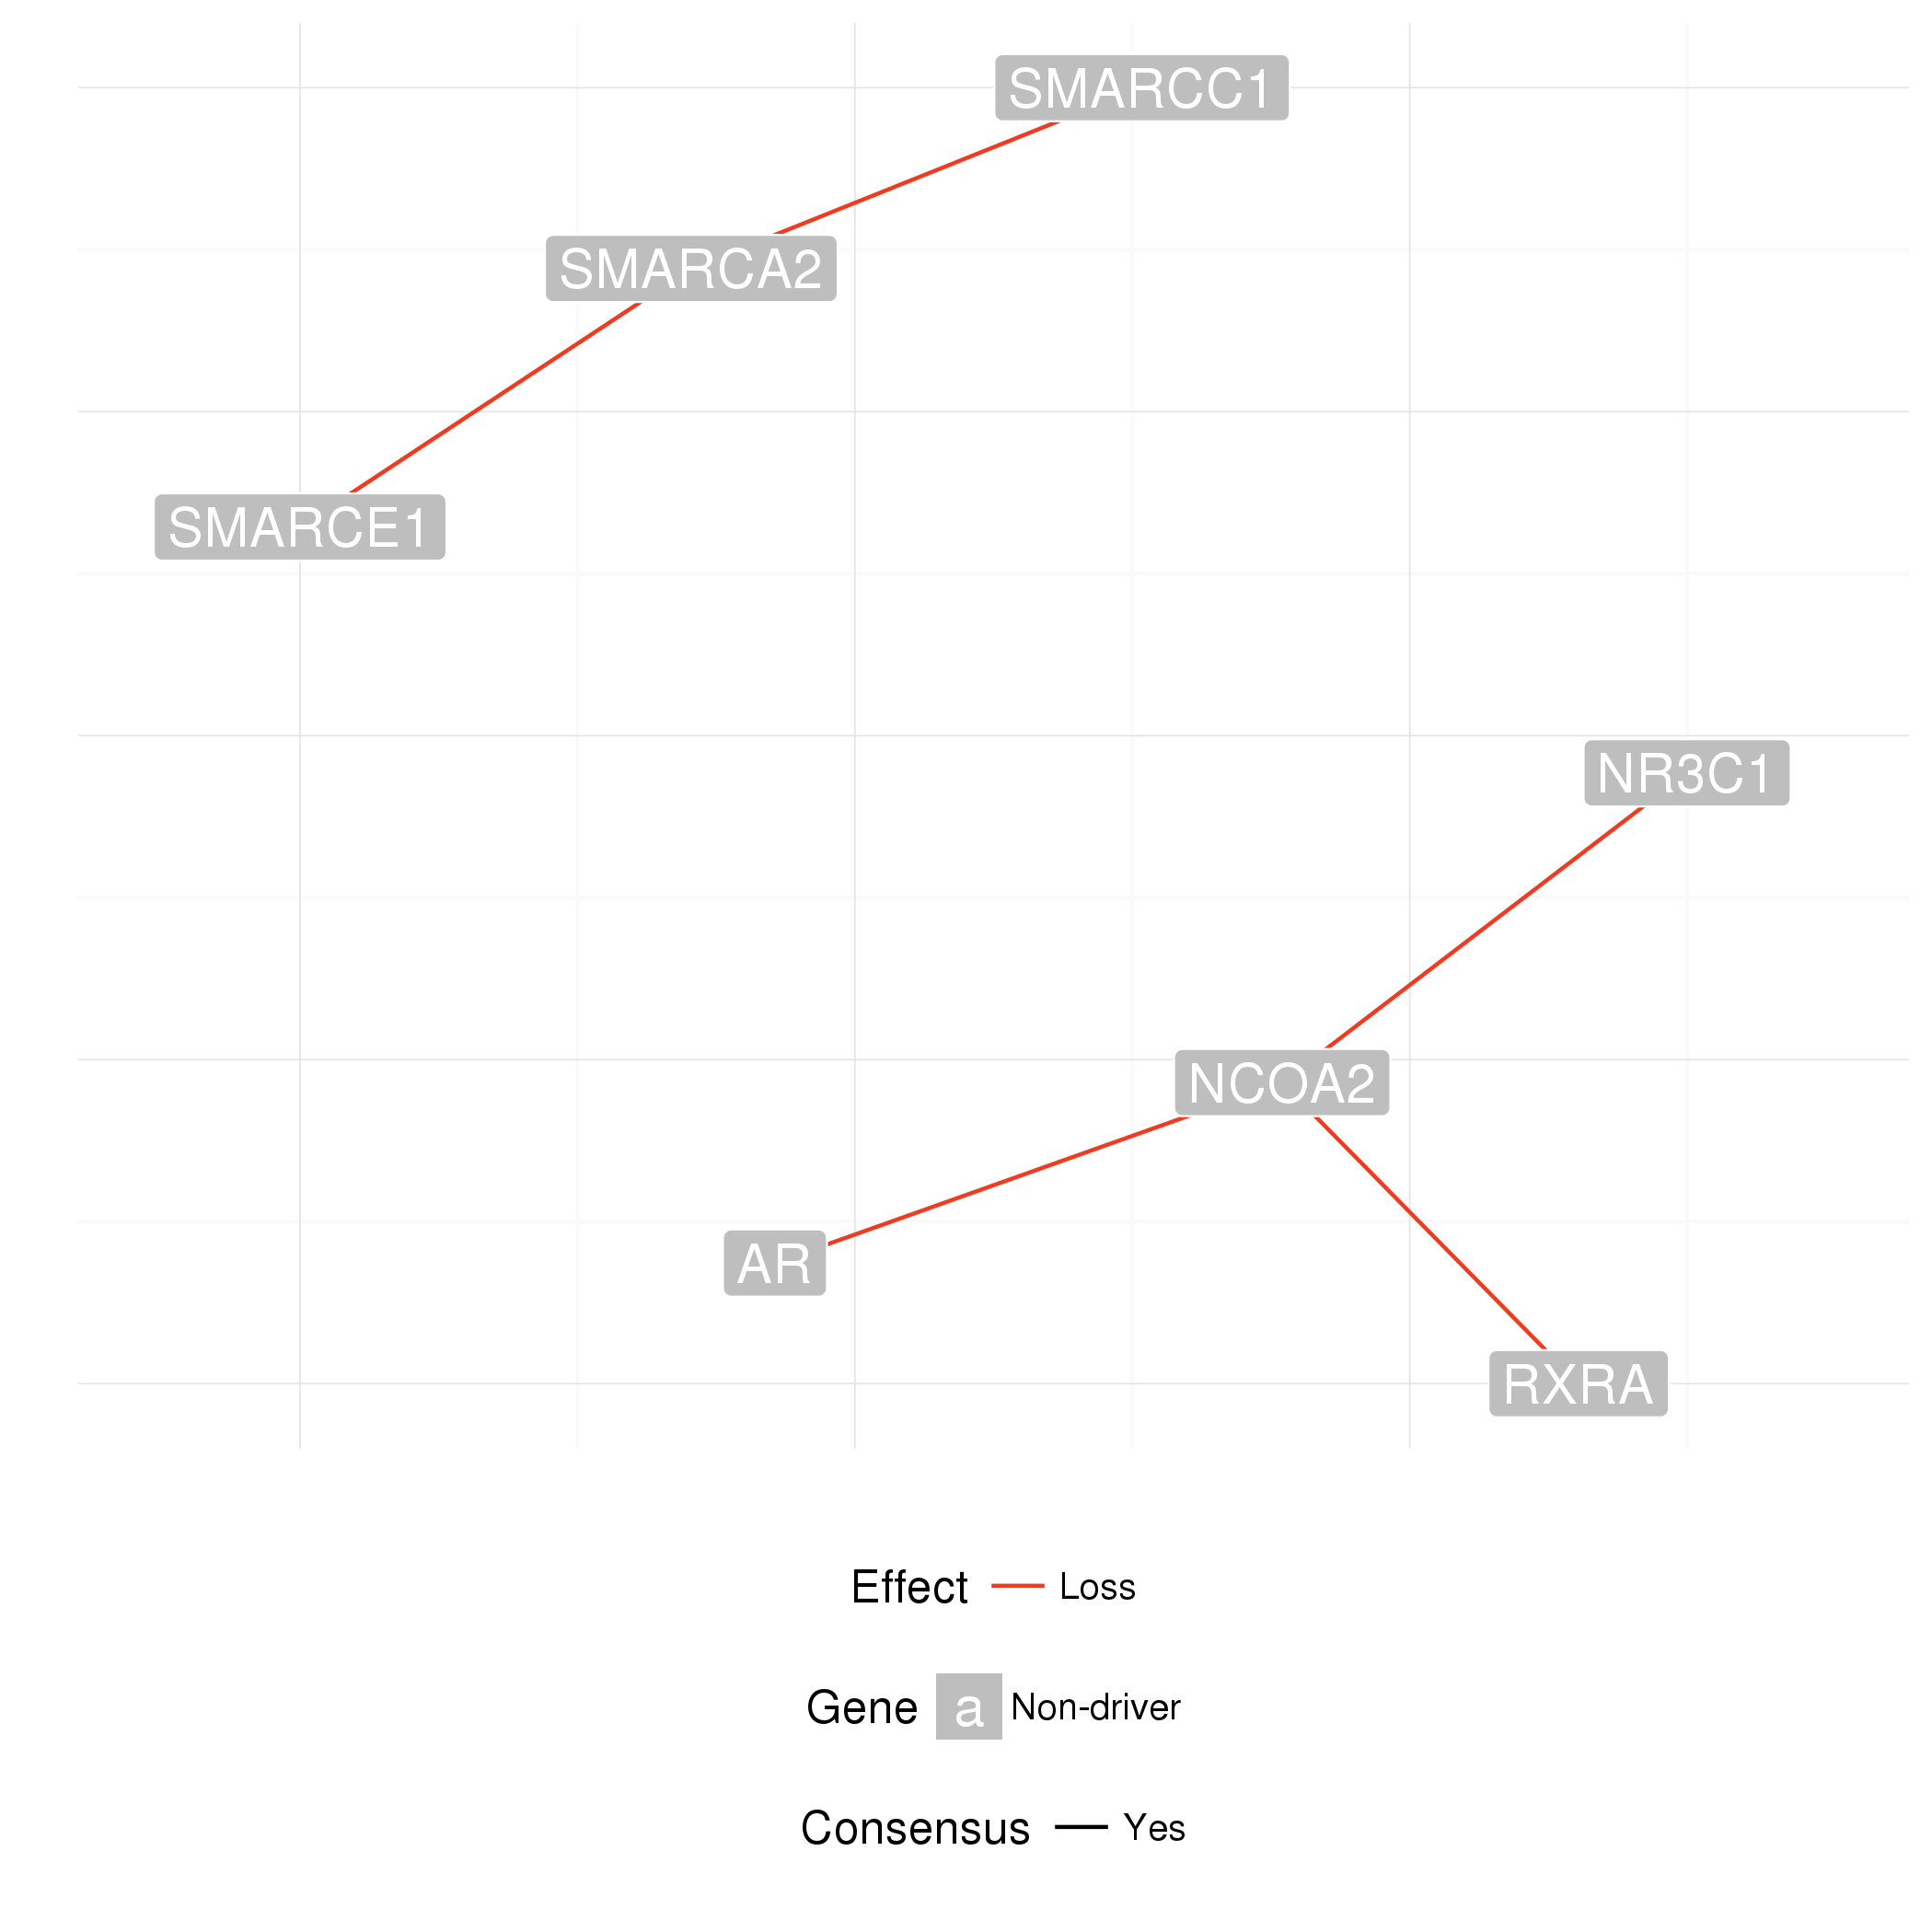 SMARCC1
SMARCA2
SMARCE1
NR3C1
NCOA2
AR
RXRA
Effect Loss
Gene a Non-driver
Consensus Yes